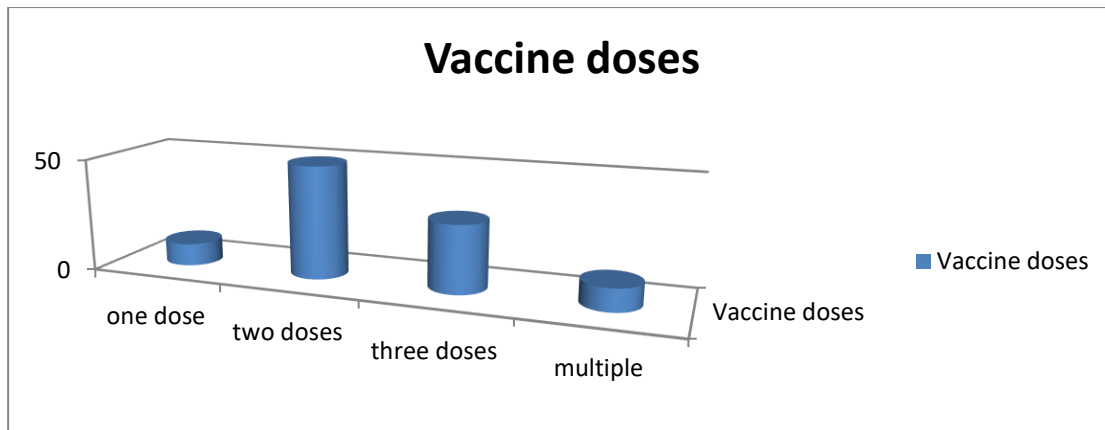 Vaccine doses
50
0
one dose
two doses
three doses
multiple
Vaccine doses
Vaccine doses